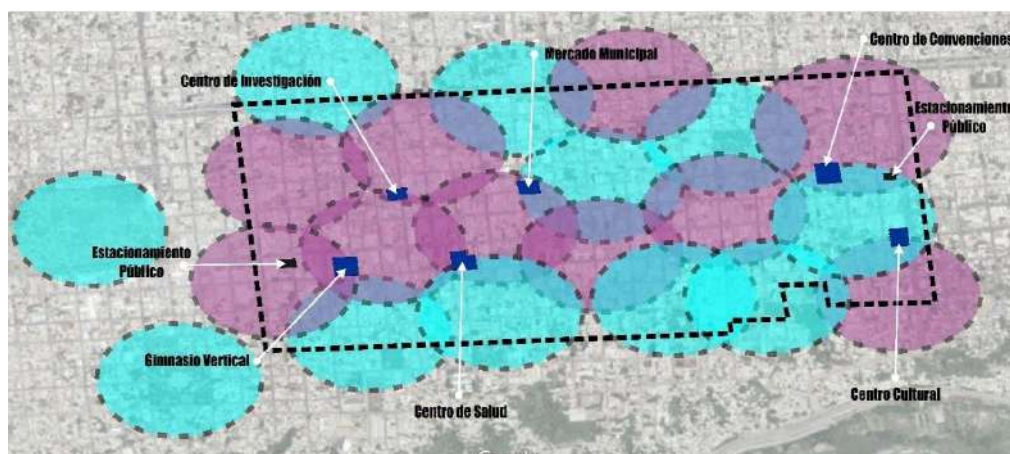 Centro de Convenciones
Mercado Municipal
Centro de Investigación
Estacionamiento
Público
Estacionamiento
Público
Gimnasio Vertical
Centro de Salud
Centro Cultural